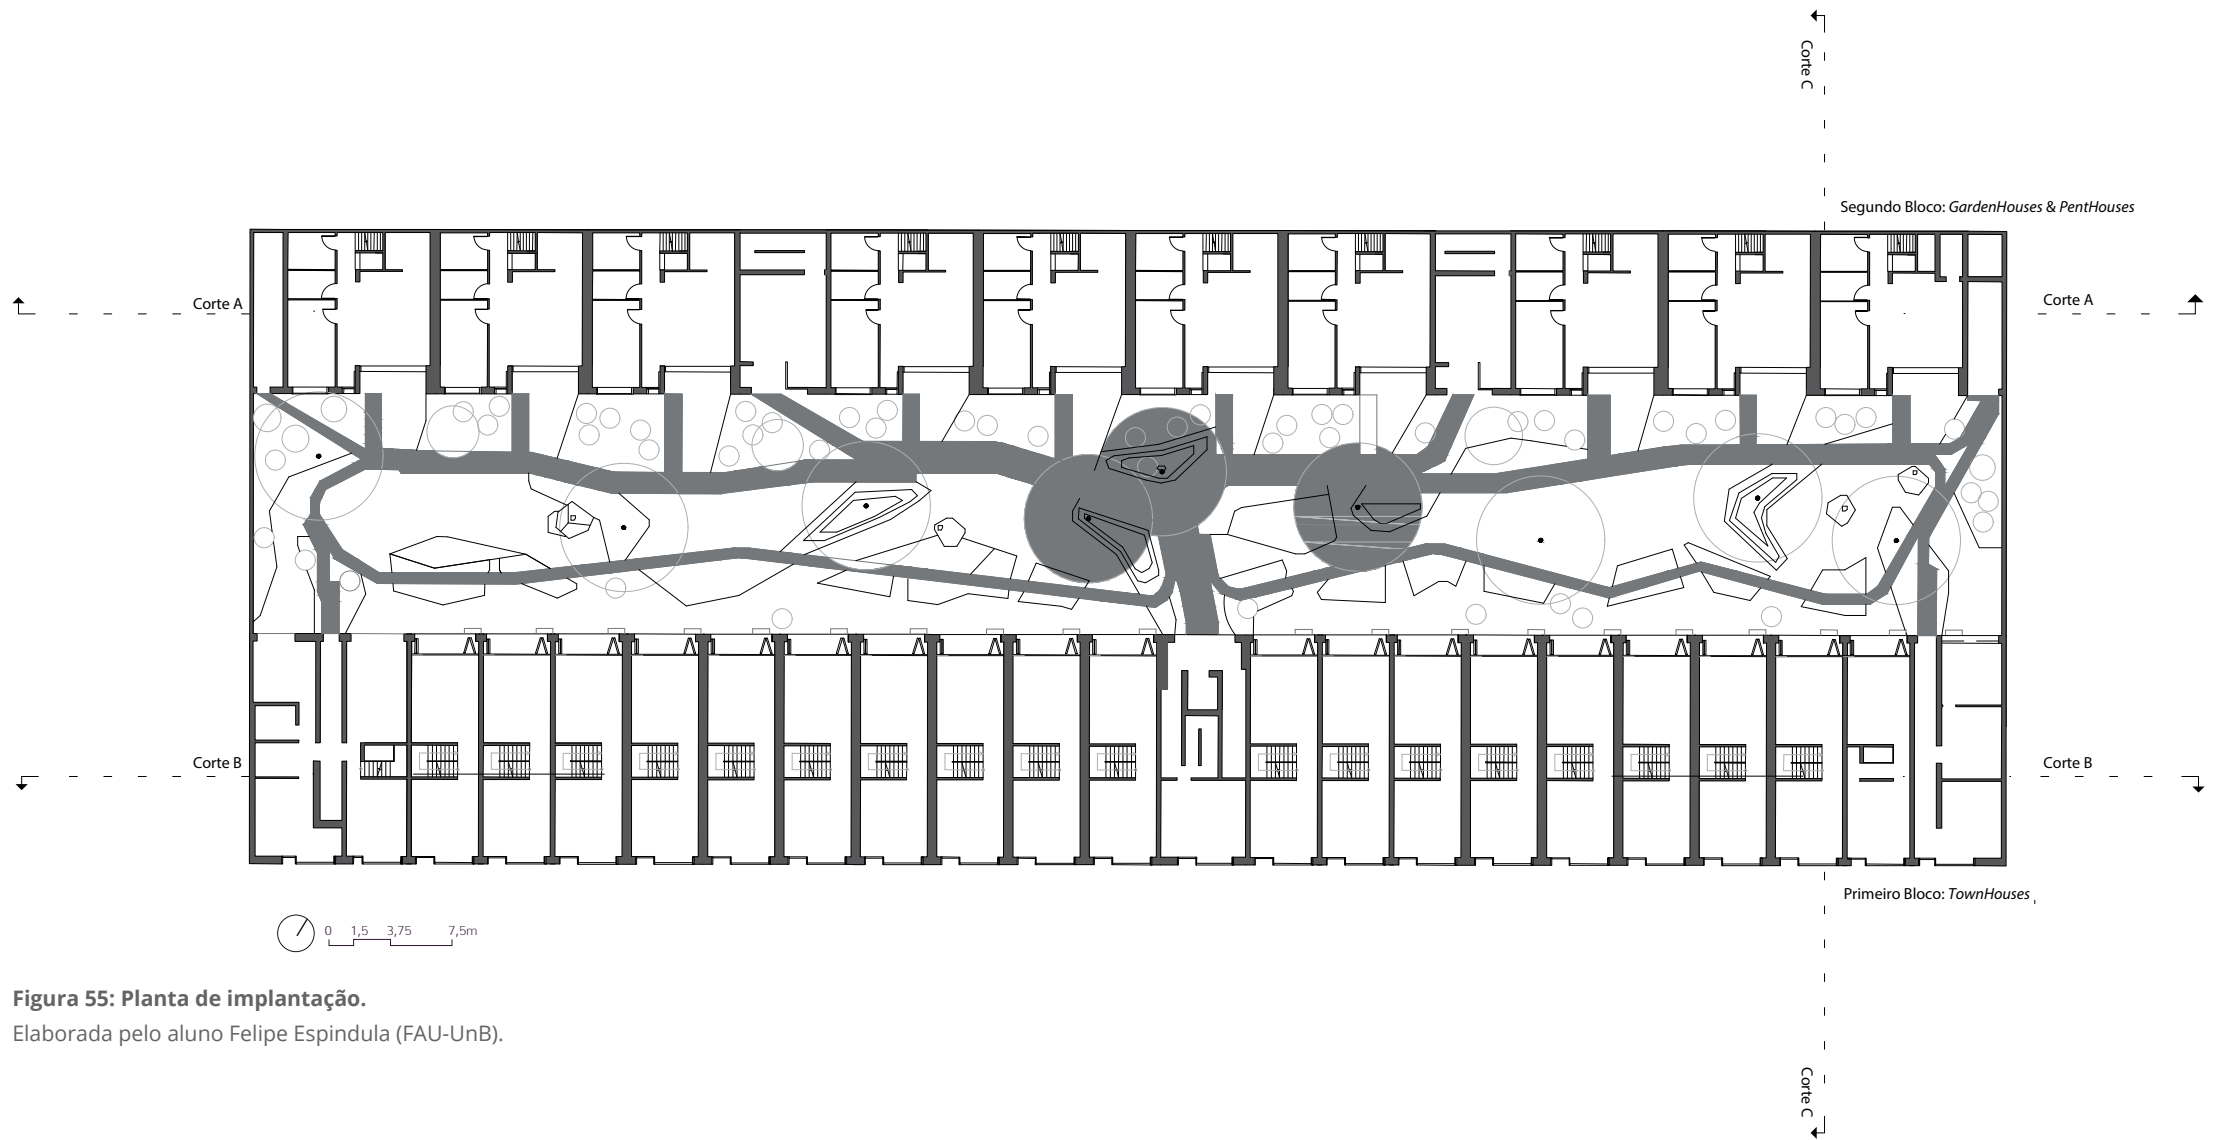 Corte C
Segundo Bloco: GardenHouses & PentHouses
Corte A
Corte A
Corte B
Corte B
Primeiro Bloco: TownHouses
0 1,5 3,75 7,5m
Corte C
Figura 55: Planta de implantação.
Elaborada pelo aluno Felipe Espindula (FAU-UnB).